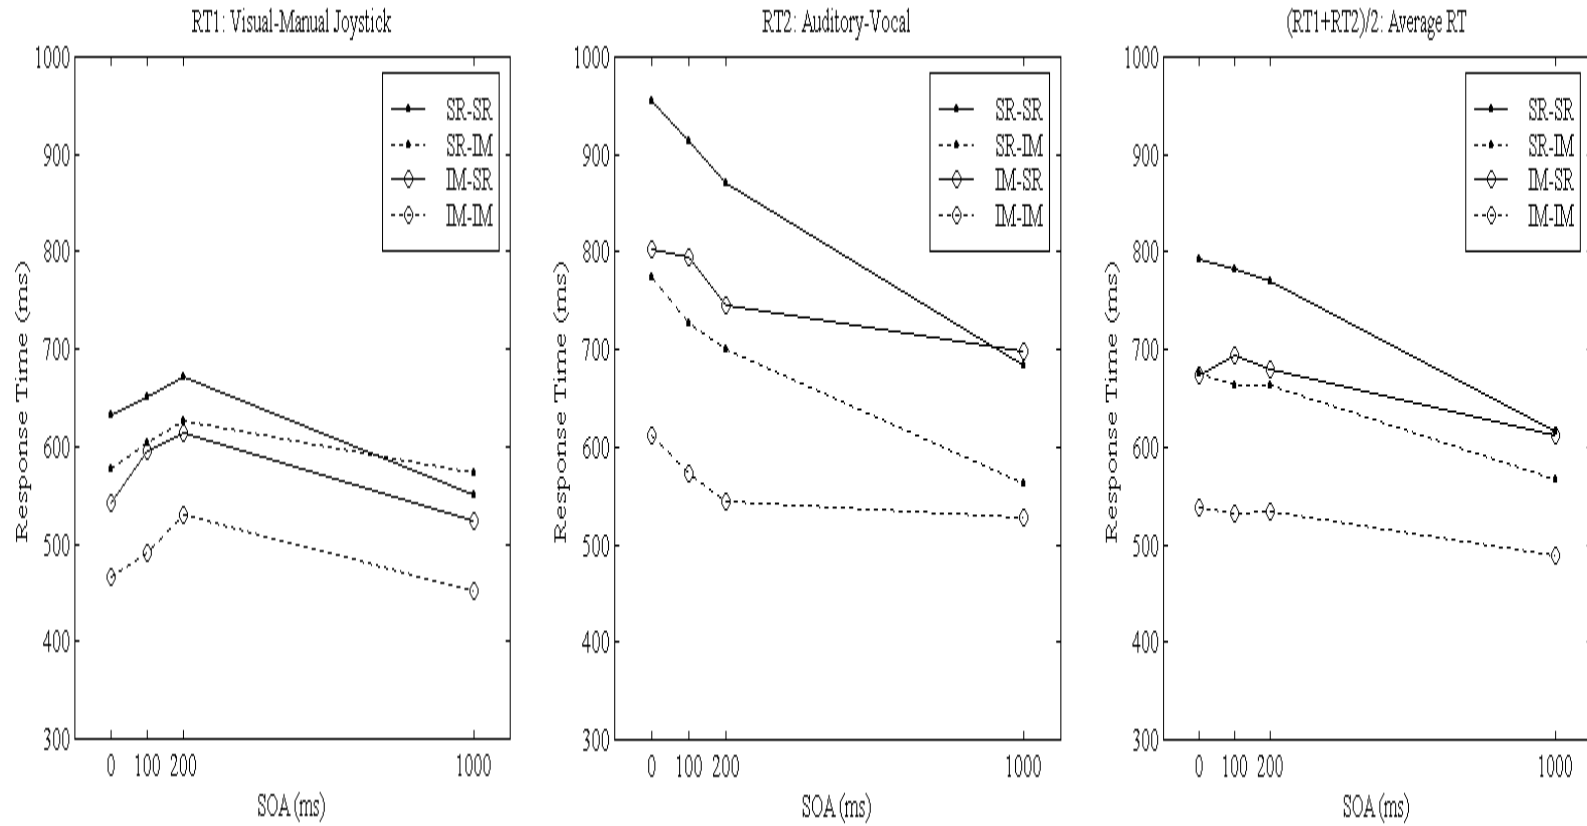 RT1: Visual-Manual Joystick
1000
900
800
700
600
500
400
300
Response Time (ms)
SR-SR
SR-IM
IM-SR
IM-IM
0 100 200 1000
SOA (ms)
RT2: Auditory-Vocal
1000
900
800
700
600
500
400
300
Response Time (ms)
SR-SR
SR-IM
IM-SR
IM-IM
0 100 200 1000
SOA (ms)
(RT1+RT2)/2: Average RT
1000
900
800
700
600
500
400
300
Response Time (ms)
SR-SR
SR-IM
IM-SR
IM-IM
0 100 200 1000
SOA (ms)